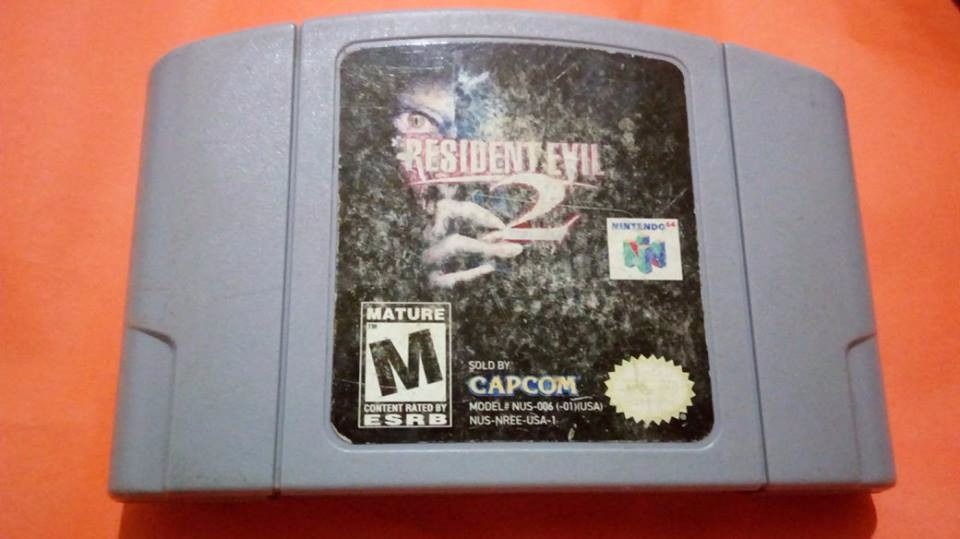 RESIDENT EVIL
2
NINTENDO 64
MATURE
TM
M
CONTENT RATED BY
ESRB
SOLD BY
CAPCOM
MODEL# NUS-006 (-01)(USA)
NUS-NREE-USA-1